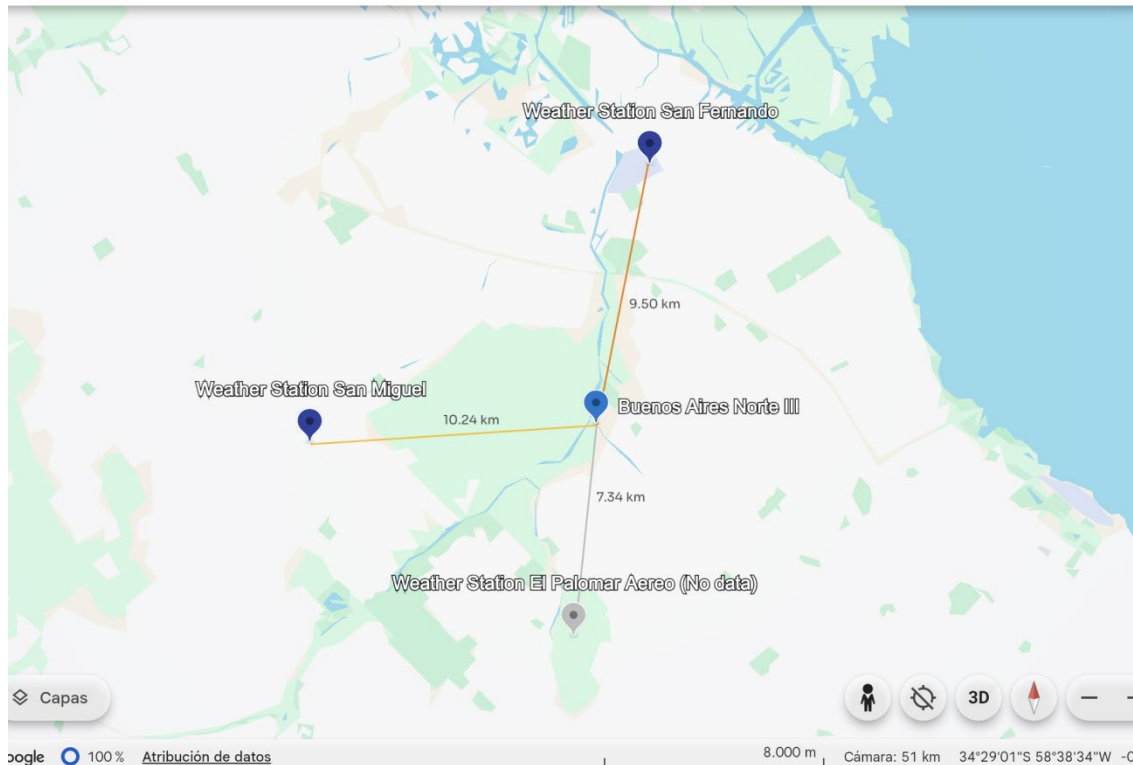 Weather Station San Fernando
9.50 km
Weather Station San Miguel
Buenos Aires Norte III
10.24 km
7.34 km
Weather Station El Palomar Aereo (No data)
Capas
3D
oogle 100 % Atribución de datos 8.000 m Cámara: 51 km 34°29'01"S 58°38'34"W -0